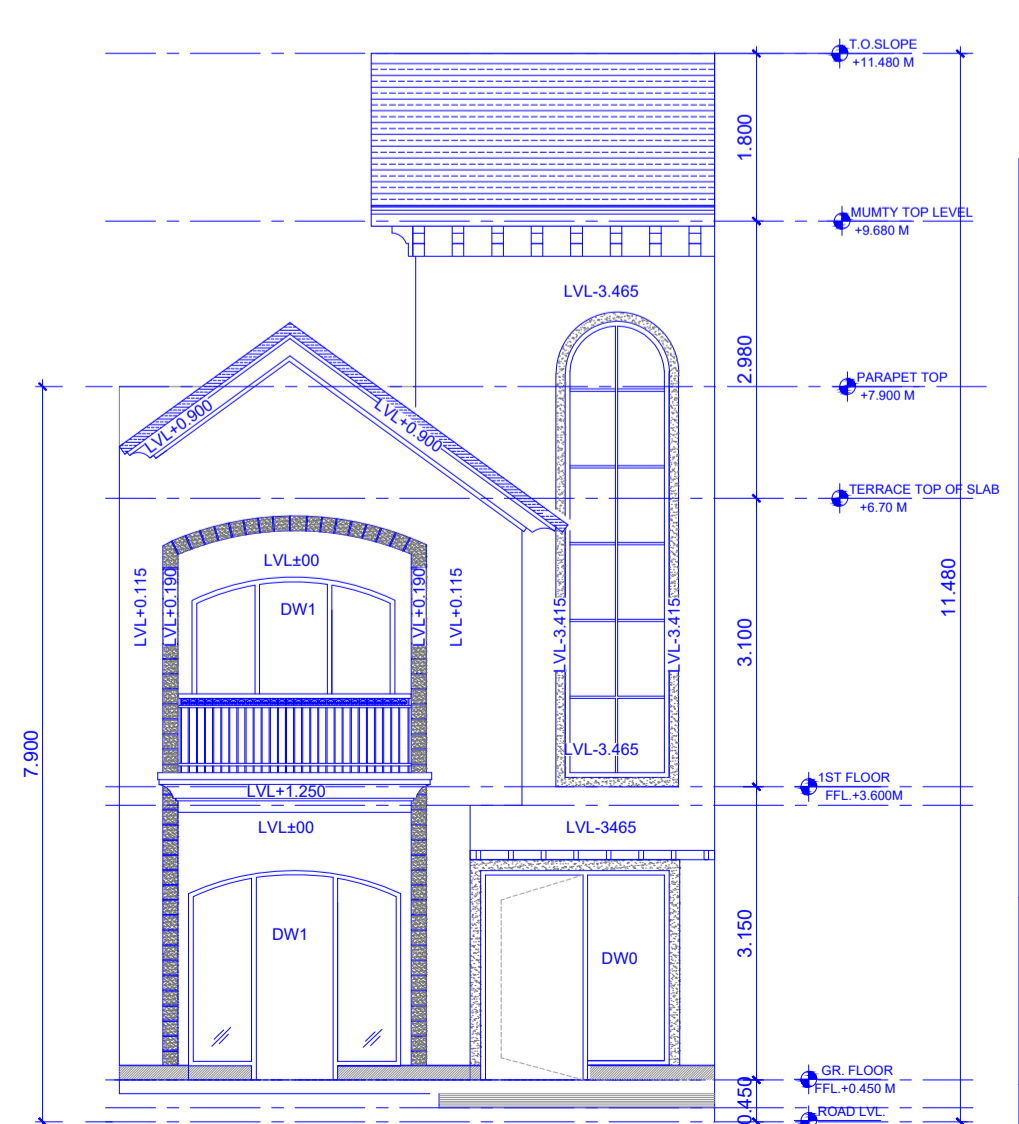 T.O.SLOPE
+11.480 M
1.800
MUMTY TOP LEVEL
+9.680 M
LVL-3.465
2.980
PARAPET TOP
+7.900 M
LVL+0.900
LVL+0.900
TERRACE TOP OF SLAB
+6.70 M
LVL±00
LVL+0.115
LVL+0.190
DW1
LVL+0.190
LVL+0.115
LVL-3.415
LVL-3.415
3.100
11.480
7.900
LVL-3.465
1ST FLOOR
FFL.+3.600M
LVL+1.250
LVL±00
LVL-3465
3.150
DW1
DW0
GR. FLOOR
FFL.+0.450 M
0.450
ROAD LVL.